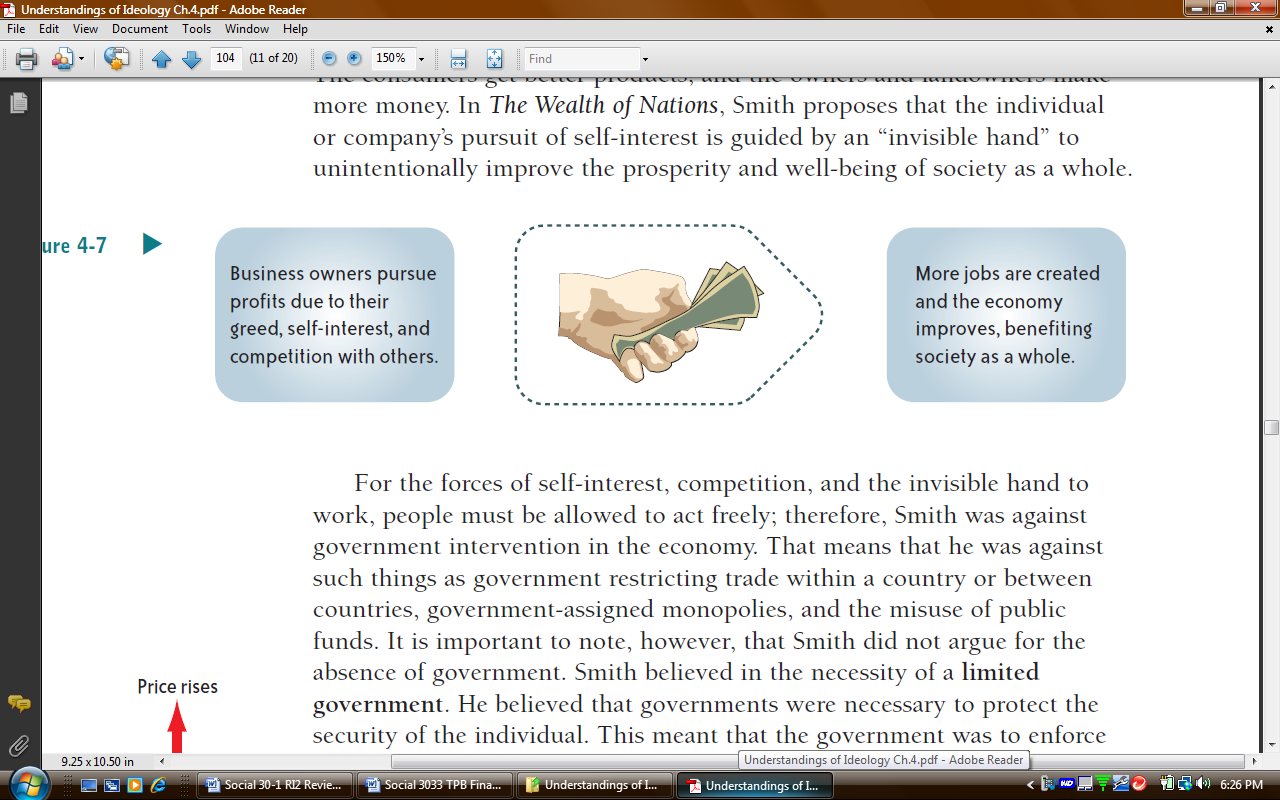 Understandings of Ideology Ch.4.pdf - Adobe Reader
File Edit View Document Tools Window Help
104 (11 of 20) 150% Find
The consumers get better products, and the owners and landowners make
more money. In The Wealth of Nations, Smith proposes that the individual
or company's pursuit of self-interest is guided by an “invisible hand” to
unintentionally improve the prosperity and well-being of society as a whole.
ure 4-7
Business owners pursue
profits due to their
greed, self-interest, and
competition with others.
More jobs are created
and the economy
improves, benefiting
society as a whole.
For the forces of self-interest, competition, and the invisible hand to
work, people must be allowed to act freely; therefore, Smith was against
government intervention in the economy. That means that he was against
such things as government restricting trade within a country or between
countries, government-assigned monopolies, and the misuse of public
funds. It is important to note, however, that Smith did not argue for the
absence of government. Smith believed in the necessity of a limited
government. He believed that governments were necessary to protect the
security of the individual. This meant that the government was to enforce
Price rises
9.25 x 10.50 in
Understandings of Ideology Ch.4.pdf - Adobe Reader
Social 30-1 RI2 Revie... Social 3033 TPB Fina... Understandings of I... Understandings of I... 6:26 PM